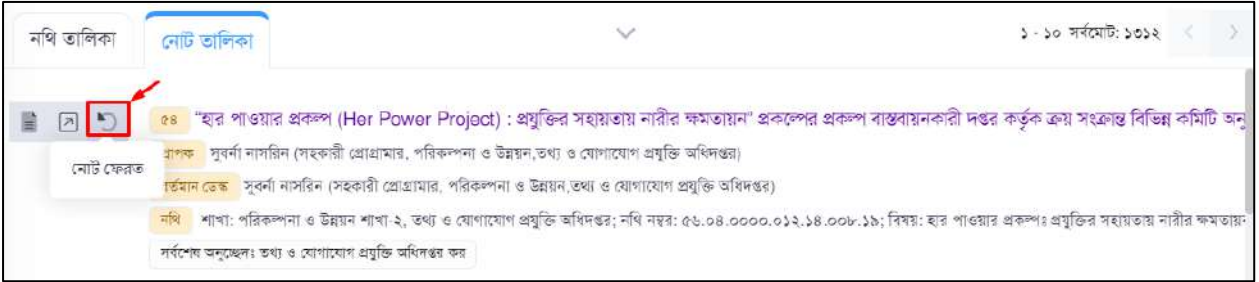 নথি তালিকা
নোট তালিকা
১ - ১০ সর্বমোট: ১৩১২
৫৪ "হার পাওয়ার প্রকল্প (Her Power Project) : প্রযুক্তির সহায়তায় নারীর ক্ষমতায়ন" প্রকল্পের প্রকল্প বাস্তবায়নকারী দপ্তর কর্তৃক ক্রয় সংক্রান্ত বিভিন্ন কমিটি অনু
নোট ফেরত
প্রাপক সুবর্না নাসরিন (সহকারী প্রোগ্রামার, পরিকল্পনা ও উন্নয়ন,তথ্য ও যোগাযোগ প্রযুক্তি অধিদপ্তর)
বর্তমান ডেস্ক সুবর্না নাসরিন (সহকারী প্রোগ্রামার, পরিকল্পনা ও উন্নয়ন,তথ্য ও যোগাযোগ প্রযুক্তি অধিদপ্তর)
নথি শাখা: পরিকল্পনা ও উন্নয়ন শাখা-২, তথ্য ও যোগাযোগ প্রযুক্তি অধিদপ্তর; নথি নম্বর: ৫৬.০৪.০০০০.০১২.১৪.০০৮.১৯; বিষয়: হার পাওয়ার প্রকল্পঃ প্রযুক্তির সহায়তায় নারীর ক্ষমতায়ন
সর্বশেষ অনুচ্ছেদঃ তথ্য ও যোগাযোগ প্রযুক্তি অধিদপ্তর কর